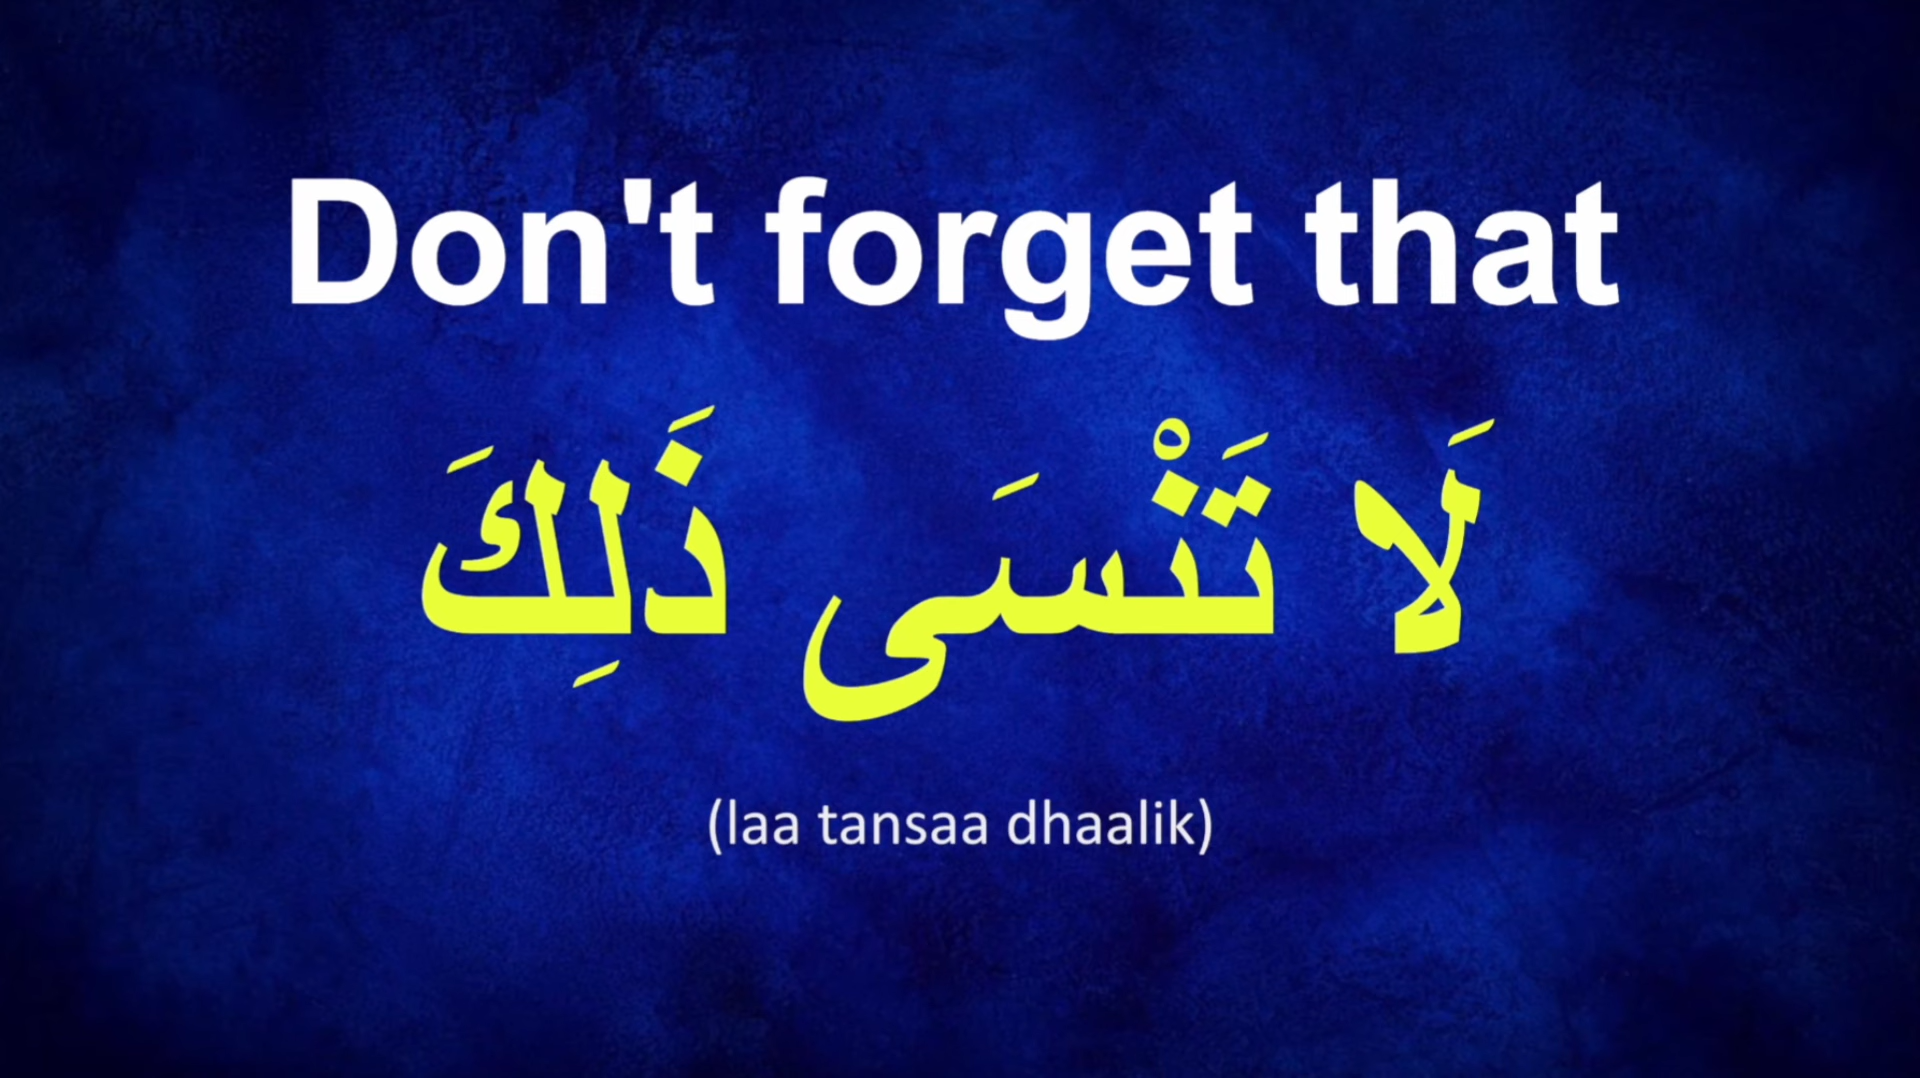 Don't forget that
لَا تَنْسَى ذَلِكَ
(laa tansaa dhaalik)